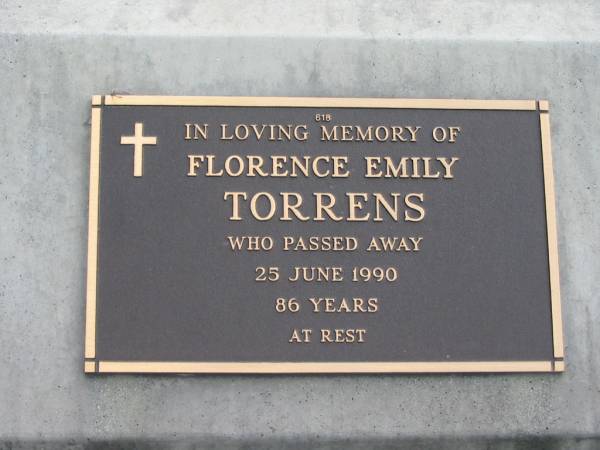 618
IN LOVING MEMORY OF
FLORENCE EMILY
TORRENS
WHO PASSED AWAY
25 JUNE 1990
86 YEARS
AT REST